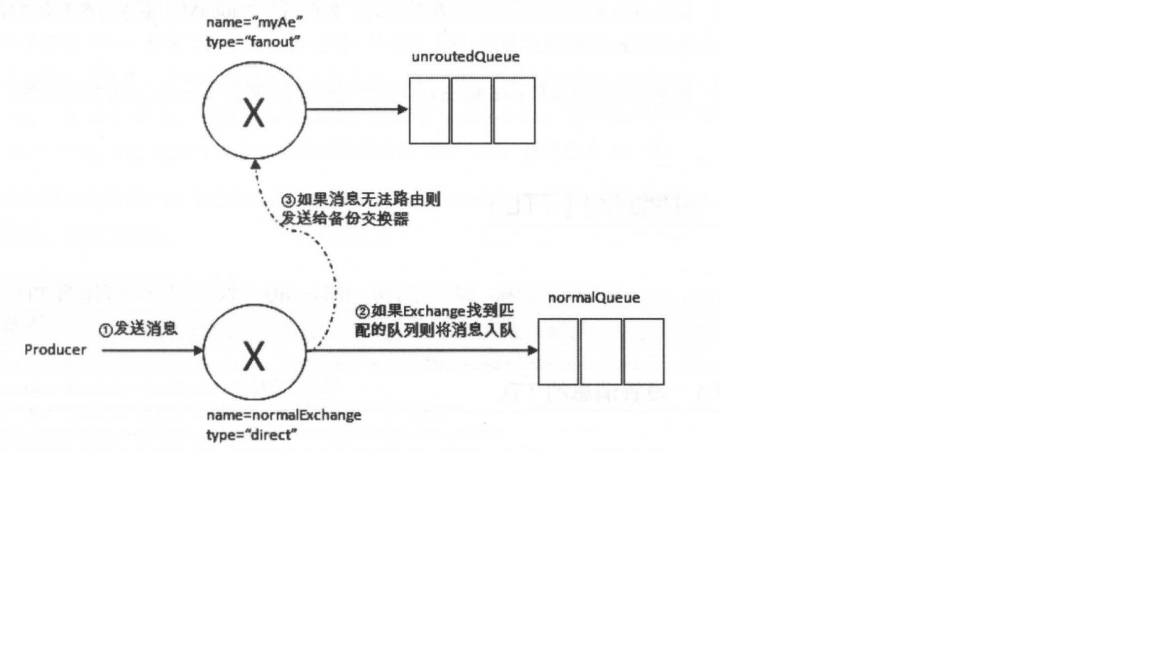 name=“myAe”
type=“fanout”
unroutedQueue
X
③如果消息无法路由则
发送给备份交换器
normalQueue
②如果Exchange找到匹
配的队列则将消息入队
①发送消息
Producer
X
name=normalExchange
type=“direct”